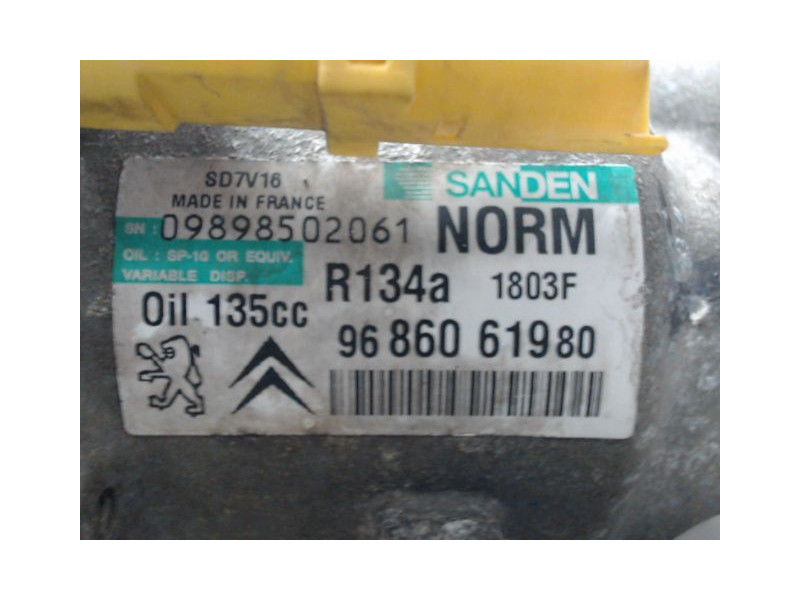 SD7V16
MADE IN FRANCE
SANDEN
SN : 09898502061
NORM
OIL : SP-10 OR EQUIV.
VARIABLE DISP.
R134a 1803F
Oil 135cc
96 860 619 80